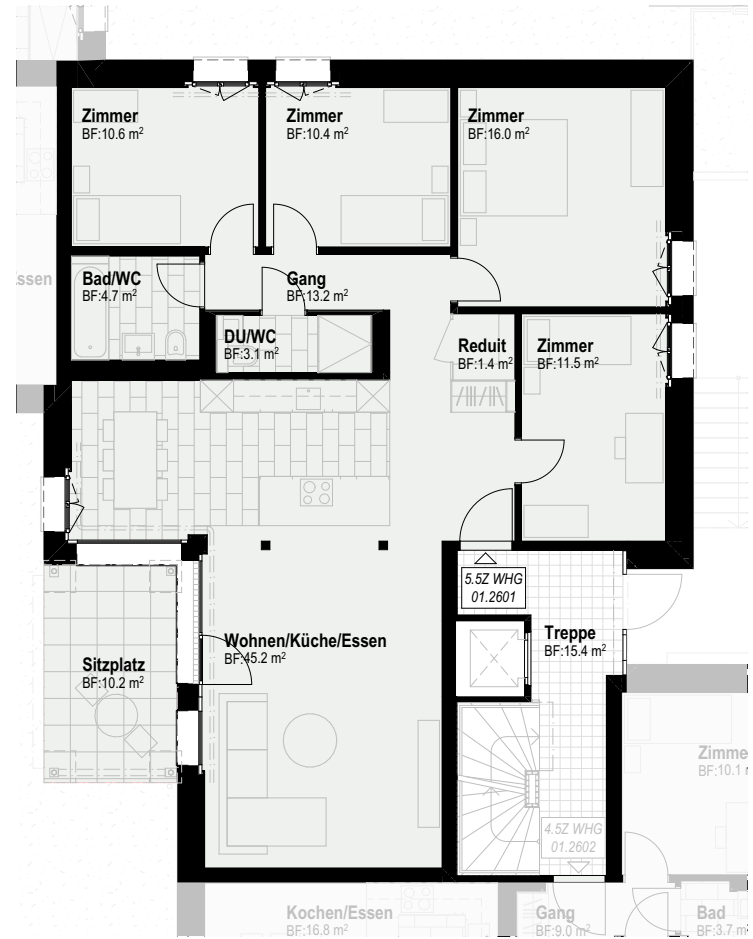 Zimmer
BF:10.6 m²
Zimmer
BF:10.4 m²
Zimmer
BF:16.0 m²
Bad/WC
BF:4.7 m²
Gang
BF:13.2 m²
DU/WC
BF:3.1 m²
Reduit
BF:1.4 m²
Zimmer
BF:11.5 m²
5.5Z WHG
01.2601
Wohnen/Küche/Essen
BF:45.2 m²
Treppe
BF:15.4 m²
Sitzplatz
BF:10.2 m²
BF:10.1
4.5Z WHG
01.2602
Kochen/Essen
BF:16.8 m²
Gang
BF:9.0 m²
Bad
BF:3.7 m²